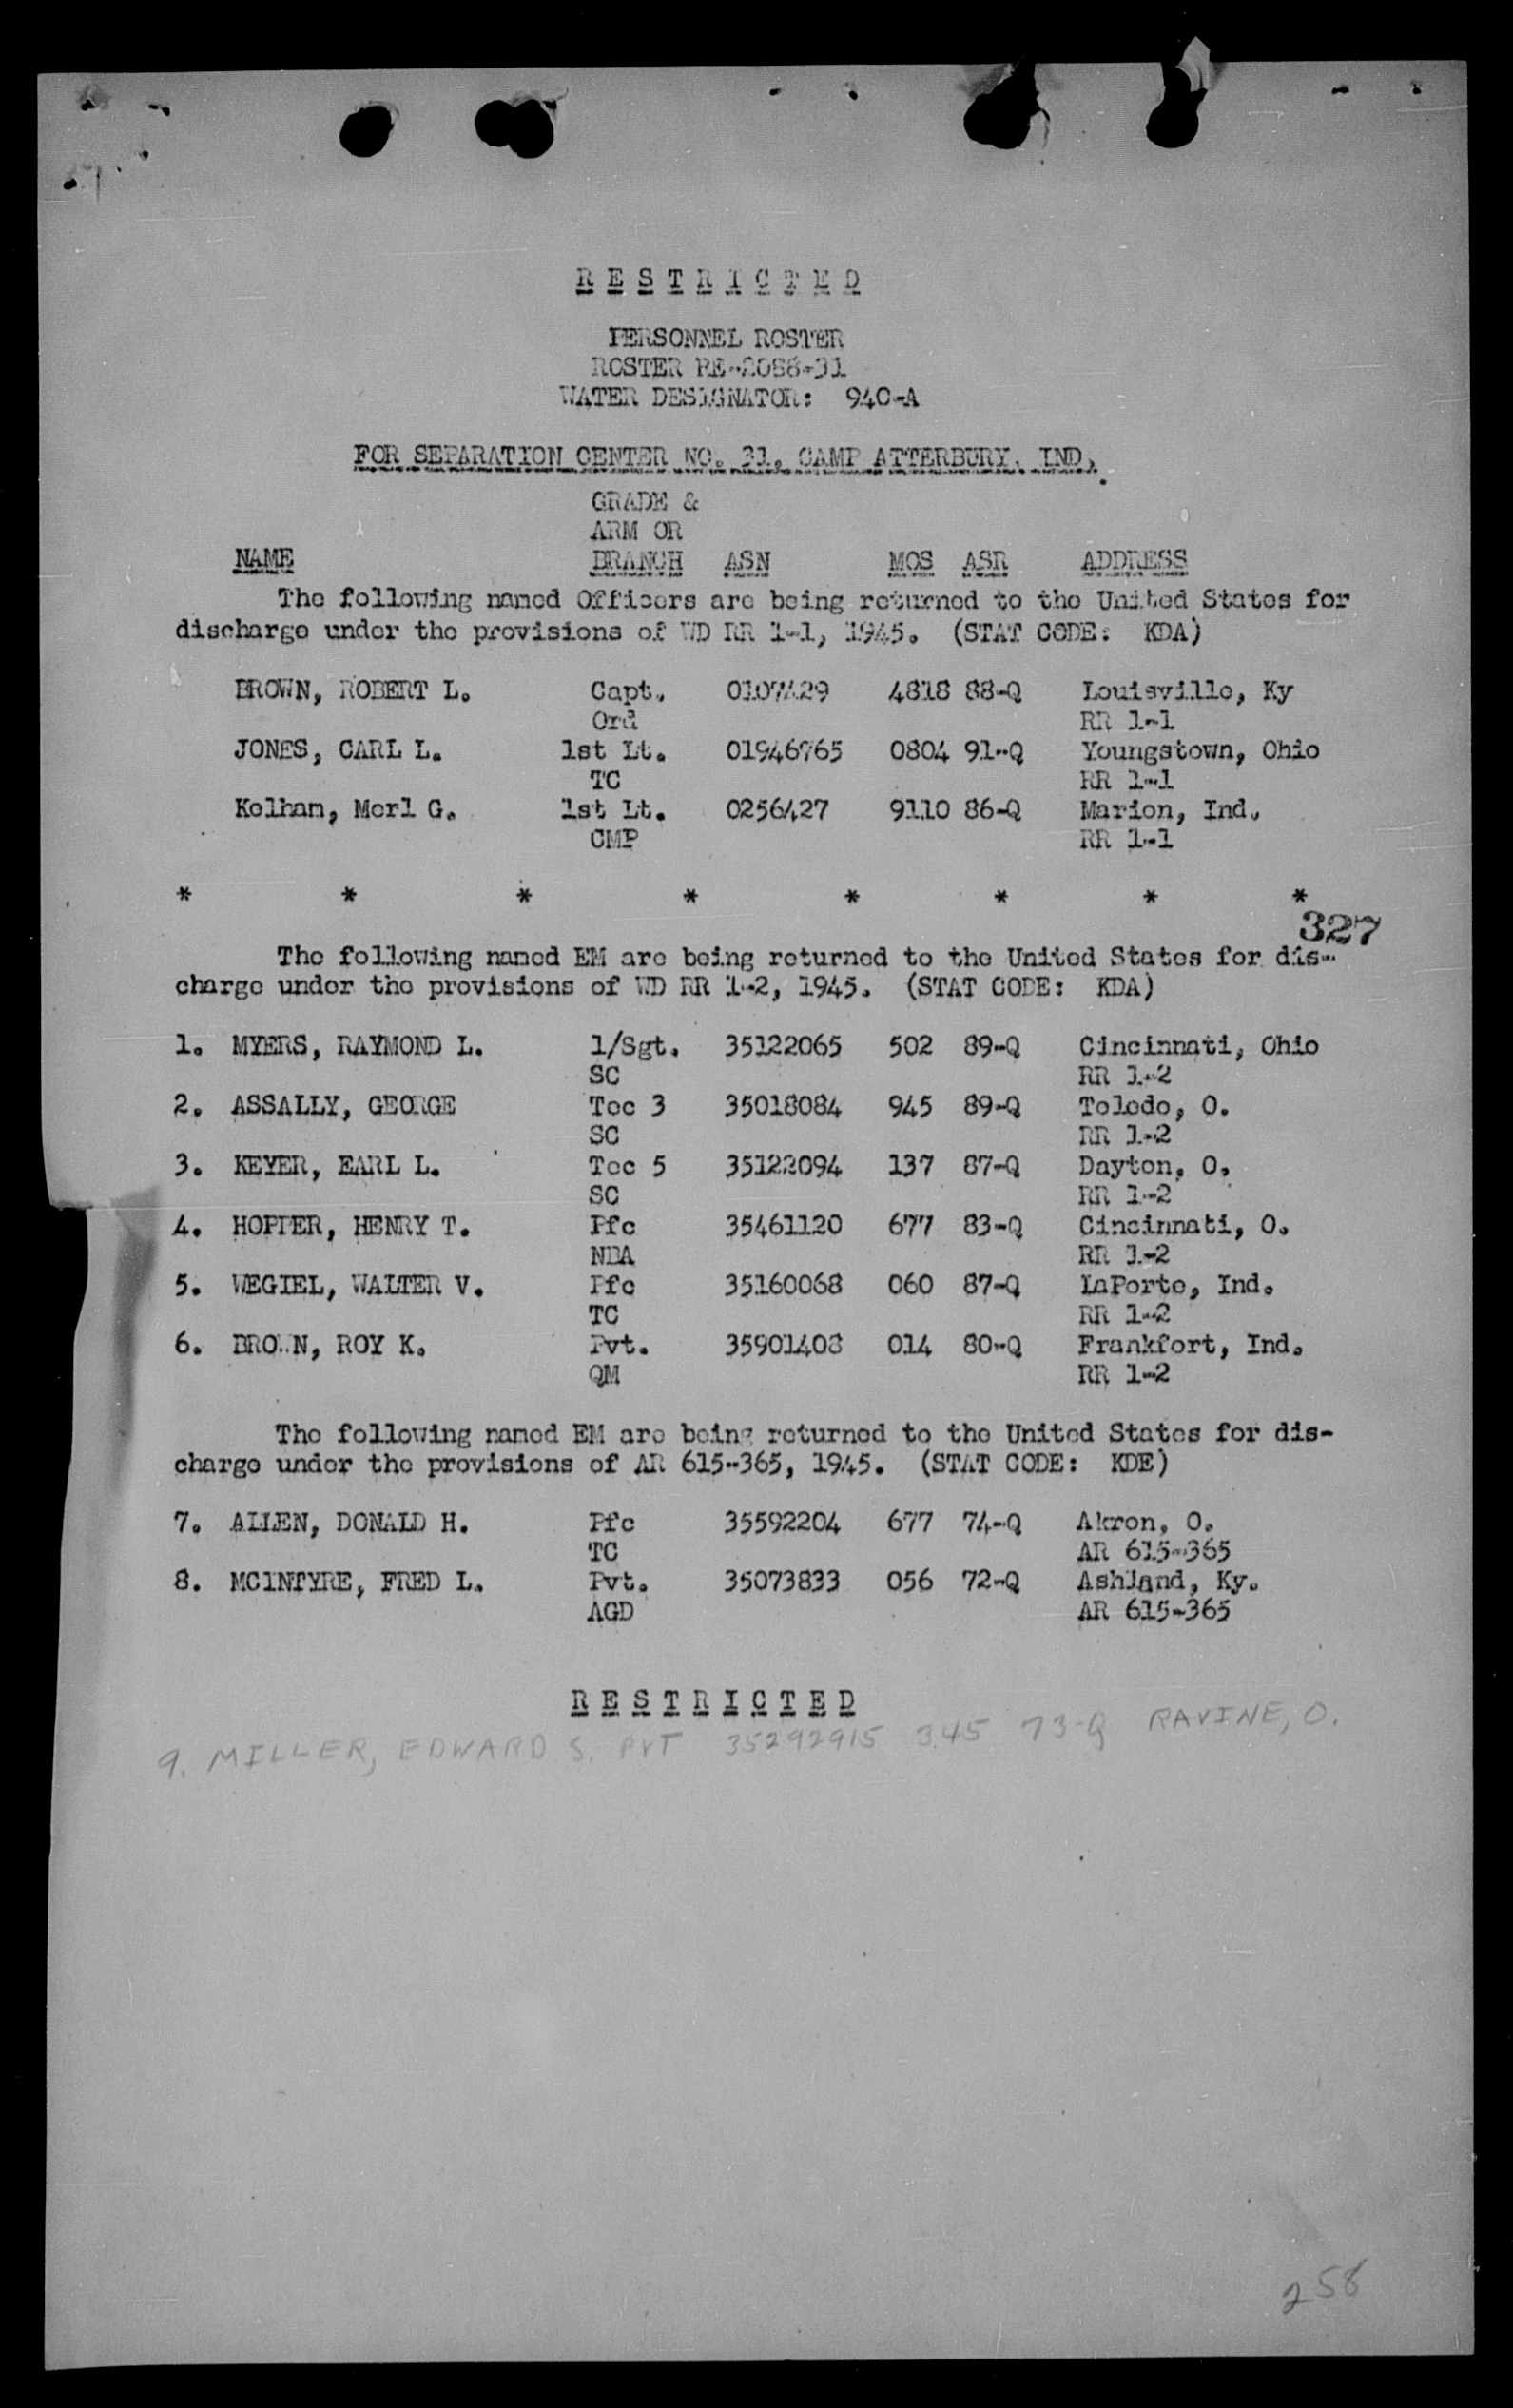 RESTRICTED
PERSONNEL ROSTER
ROSTER RE-2088-31
WATER DESIGNATOR: 940-A
FOR SEPARATION CENTER NO. 31, CAMP ATTERBURY, IND.
GRADE &
ARM OR
NAME BRANCH ASN MOS ASR ADDRESS
The following named Officers are being returned to the United States for
discharge under the provisions of WD RR 1-1, 1945. (STAT CODE: KDA)
BROWN, ROBERT L. Capt. 0107429 4818 88-Q Louisville, Ky
Ord RR 1-1
JONES, CARL L. 1st Lt. 01946765 0804 91-Q Youngstown, Ohio
TC RR 1-1
Kelham, Merl G. 1st Lt. 0256427 9110 86-Q Marion, Ind.
CMP RR 1-1
* * * * * * * *
327
The following named EM are being returned to the United States for dis-
charge under the provisions of WD RR 1-2, 1945. (STAT CODE: KDA)
1. MYERS, RAYMOND L. 1/Sgt. 35122065 502 89-Q Cincinnati, Ohio
SC RR 1-2
2. ASSALLY, GEORGE Tec 3 35018084 945 89-Q Toledo, O.
SC RR 1-2
3. KEYER, EARL L. Tec 5 35122094 137 87-Q Dayton, O.
SC RR 1-2
4. HOPPER, HENRY T. Pfc 35461120 677 83-Q Cincinnati, O.
NBA RR 1-2
5. WEGIEL, WALTER V. Pfc 35160068 060 87-Q LaPorte, Ind.
TC RR 1-2
6. BROWN, ROY K. Pvt. 35901408 014 80-Q Frankfort, Ind.
QM RR 1-2
The following named EM are being returned to the United States for dis-
charge under the provisions of AR 615-365, 1945. (STAT CODE: KDE)
7. ALLEN, DONALD H. Pfc 35592204 677 74-Q Akron, O.
TC AR 615-365
8. MCINTYRE, FRED L. Pvt. 35073833 056 72-Q Ashland, Ky.
AGD AR 615-365
RESTRICTED
9. MILLER, EDWARD S. PVT 35292915 345 73-Q RAVINE, O.
258